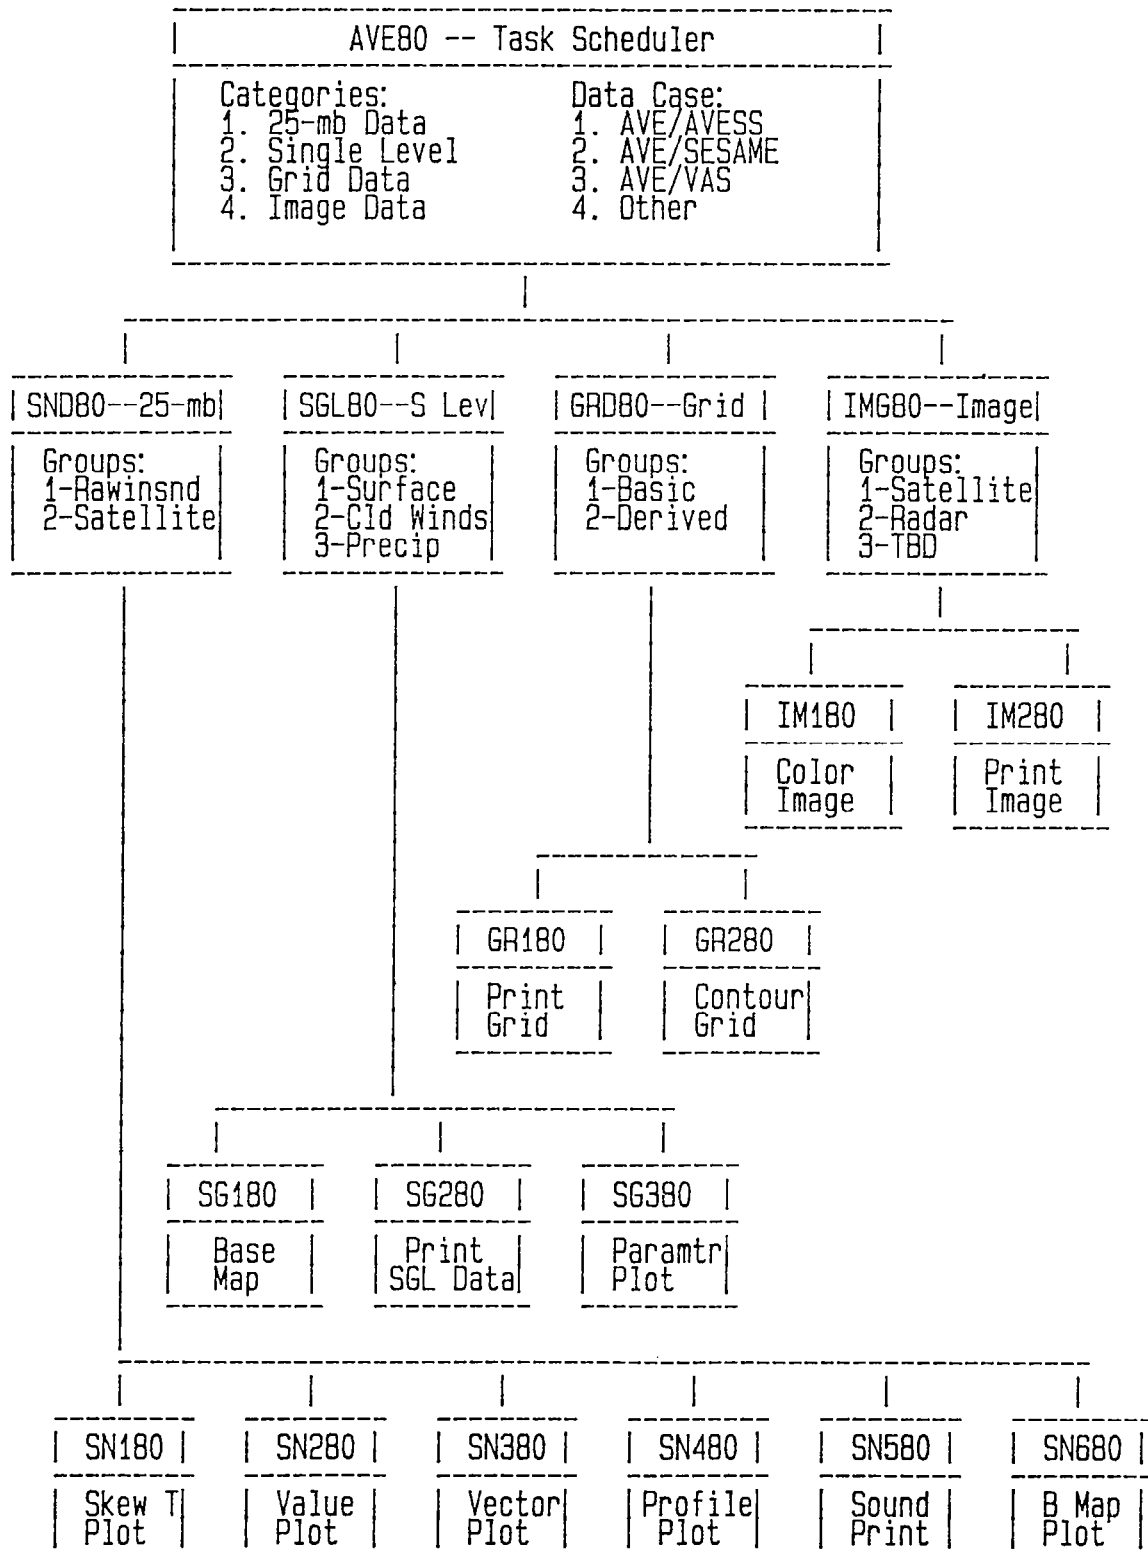 AVE80 -- Task Scheduler
Categories:
1. 25-mb Data
2. Single Level
3. Grid Data
4. Image Data
Data Case:
1. AVE/AVESS
2. AVE/SESAME
3. AVE/VAS
4. Other
SND80--25-mb
Groups:
1-Rawinsnd
2-Satellite
SGL80--S Lev
Groups:
1-Surface
2-Cld Winds
3-Precip
GRD80--Grid
Groups:
1-Basic
2-Derived
IMG80--Image
Groups:
1-Satellite
2-Radar
3-TBD
IM180
Color
Image
IM280
Print
Image
GR180
Print
Grid
GR280
Contour
Grid
SG180
Base
Map
SG280
Print
SGL Data
SG380
Paramtr
Plot
SN180
Skew T
Plot
SN280
Value
Plot
SN380
Vector
Plot
SN480
Profile
Plot
SN580
Sound
Print
SN680
B Map
Plot